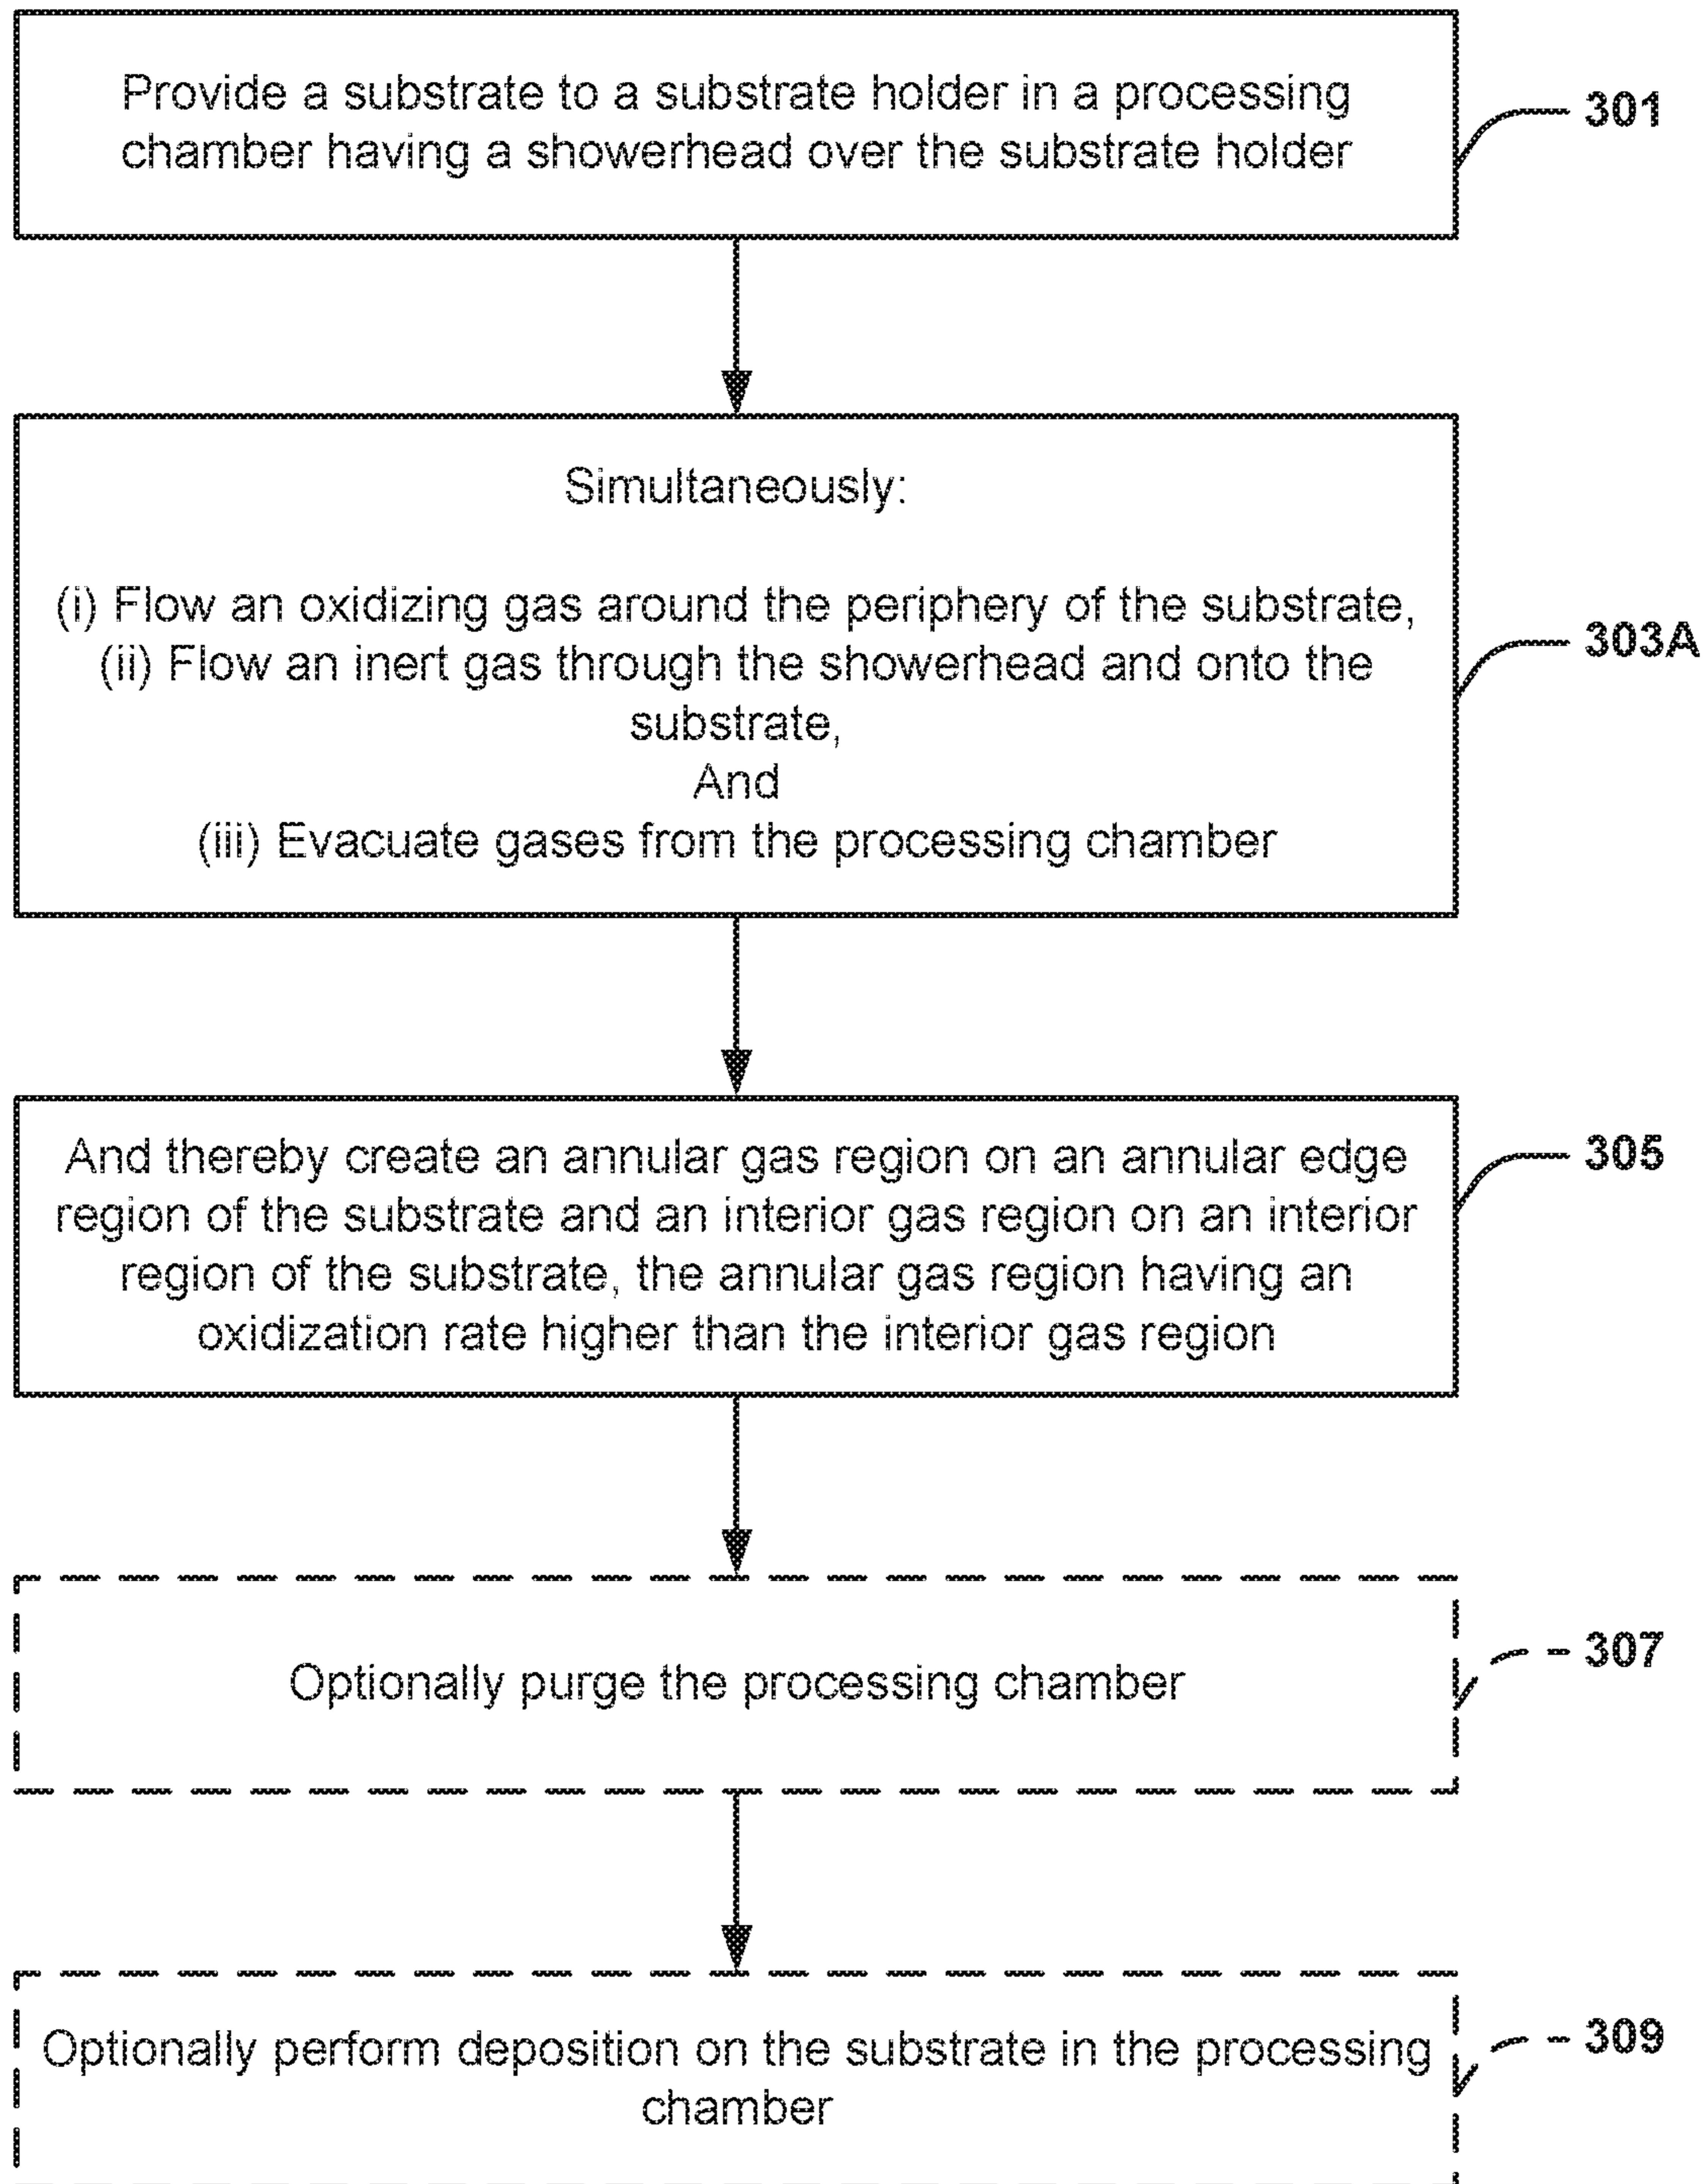 Provide a substrate to a substrate holder in a processing
chamber having a showerhead over the substrate holder
301
Simultaneously:
(i) Flow an oxidizing gas around the periphery of the substrate,
(ii) Flow an inert gas through the showerhead and onto the
substrate,
And
(iii) Evacuate gases from the processing chamber
303A
And thereby create an annular gas region on an annular edge
region of the substrate and an interior gas region on an interior
region of the substrate, the annular gas region having an
oxidization rate higher than the interior gas region
305
Optionally purge the processing chamber
307
Optionally perform deposition on the substrate in the processing
chamber
309